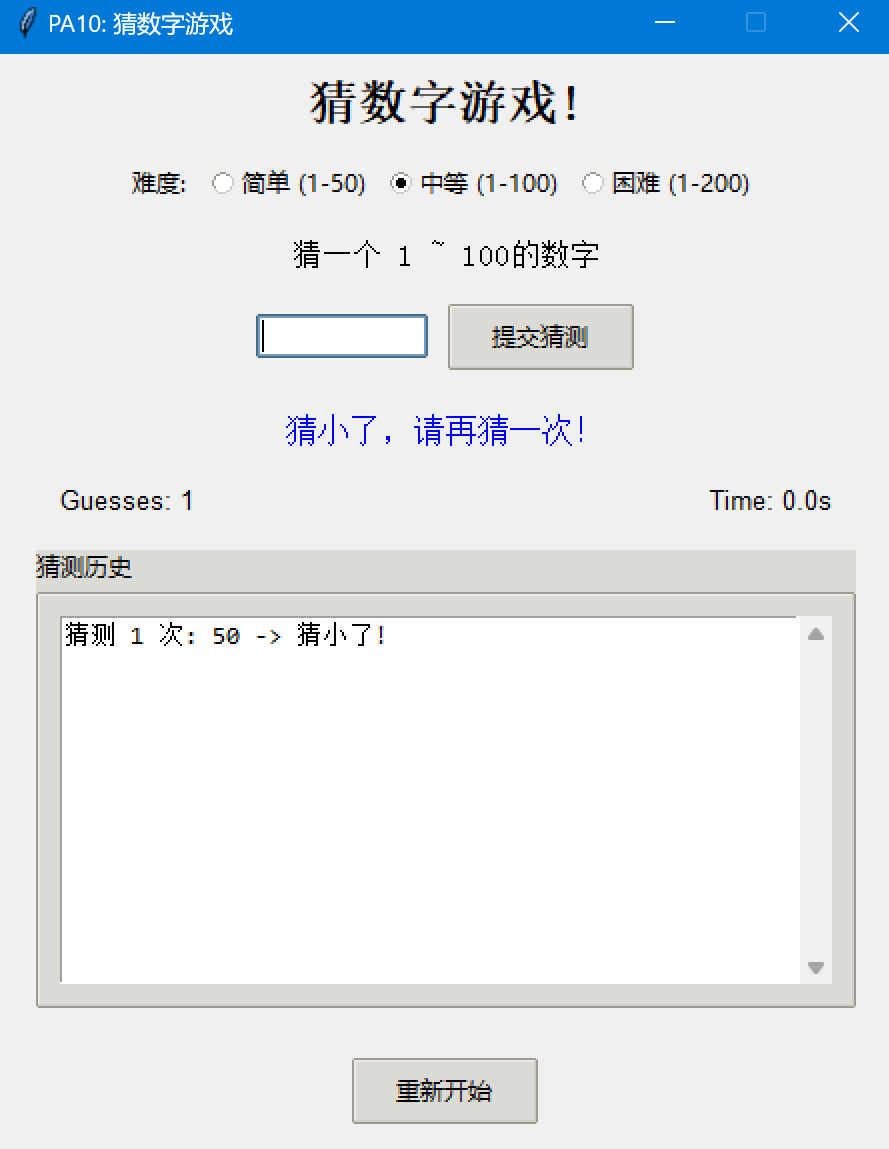 PA10: 猜数字游戏
猜数字游戏!
难度: 简单 (1-50) 中等 (1-100) 困难 (1-200)
猜一个 1 ~ 100的数字
提交猜测
猜小了，请再猜一次!
Guesses: 1 Time: 0.0s
猜测历史
猜测 1 次: 50 -> 猜小了!
重新开始